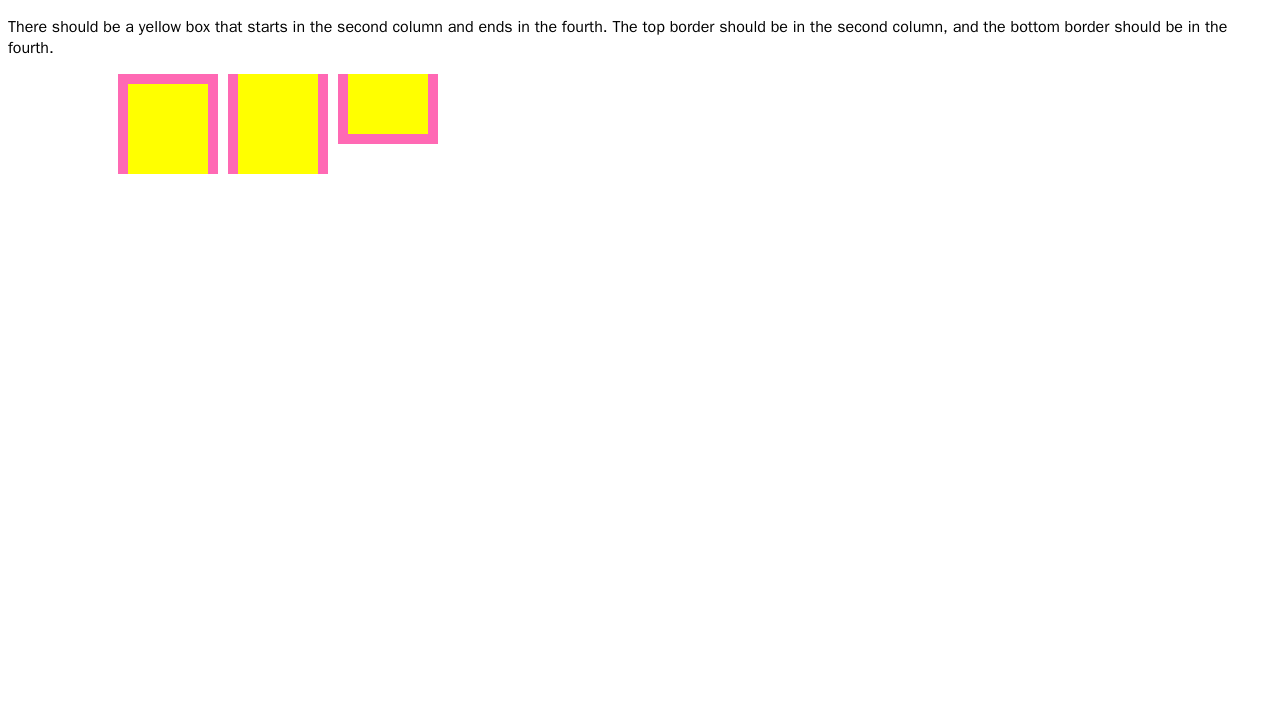 There should be a yellow box that starts in the second column and ends in the fourth. The top border should be in the second column, and the bottom border should be in the
fourth.